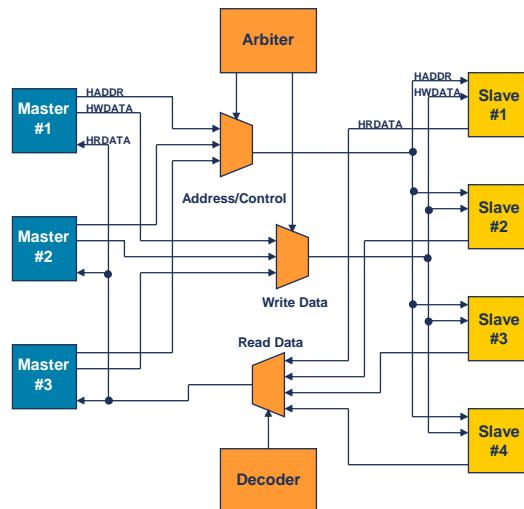 Arbiter
HADDR
HWDATA
HRDATA
Master
#1
HADDR
HWDATA
HRDATA
Slave
#1
Address/Control
Master
#2
Slave
#2
Write Data
Read Data
Master
#3
Slave
#3
Slave
#4
Decoder